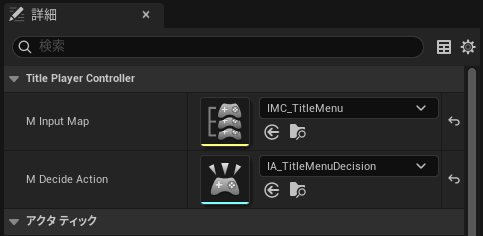 詳細
検索
Title Player Controller
M Input Map
IMC_TitleMenu
M Decide Action
IA_TitleMenuDecision
アクタ ティック